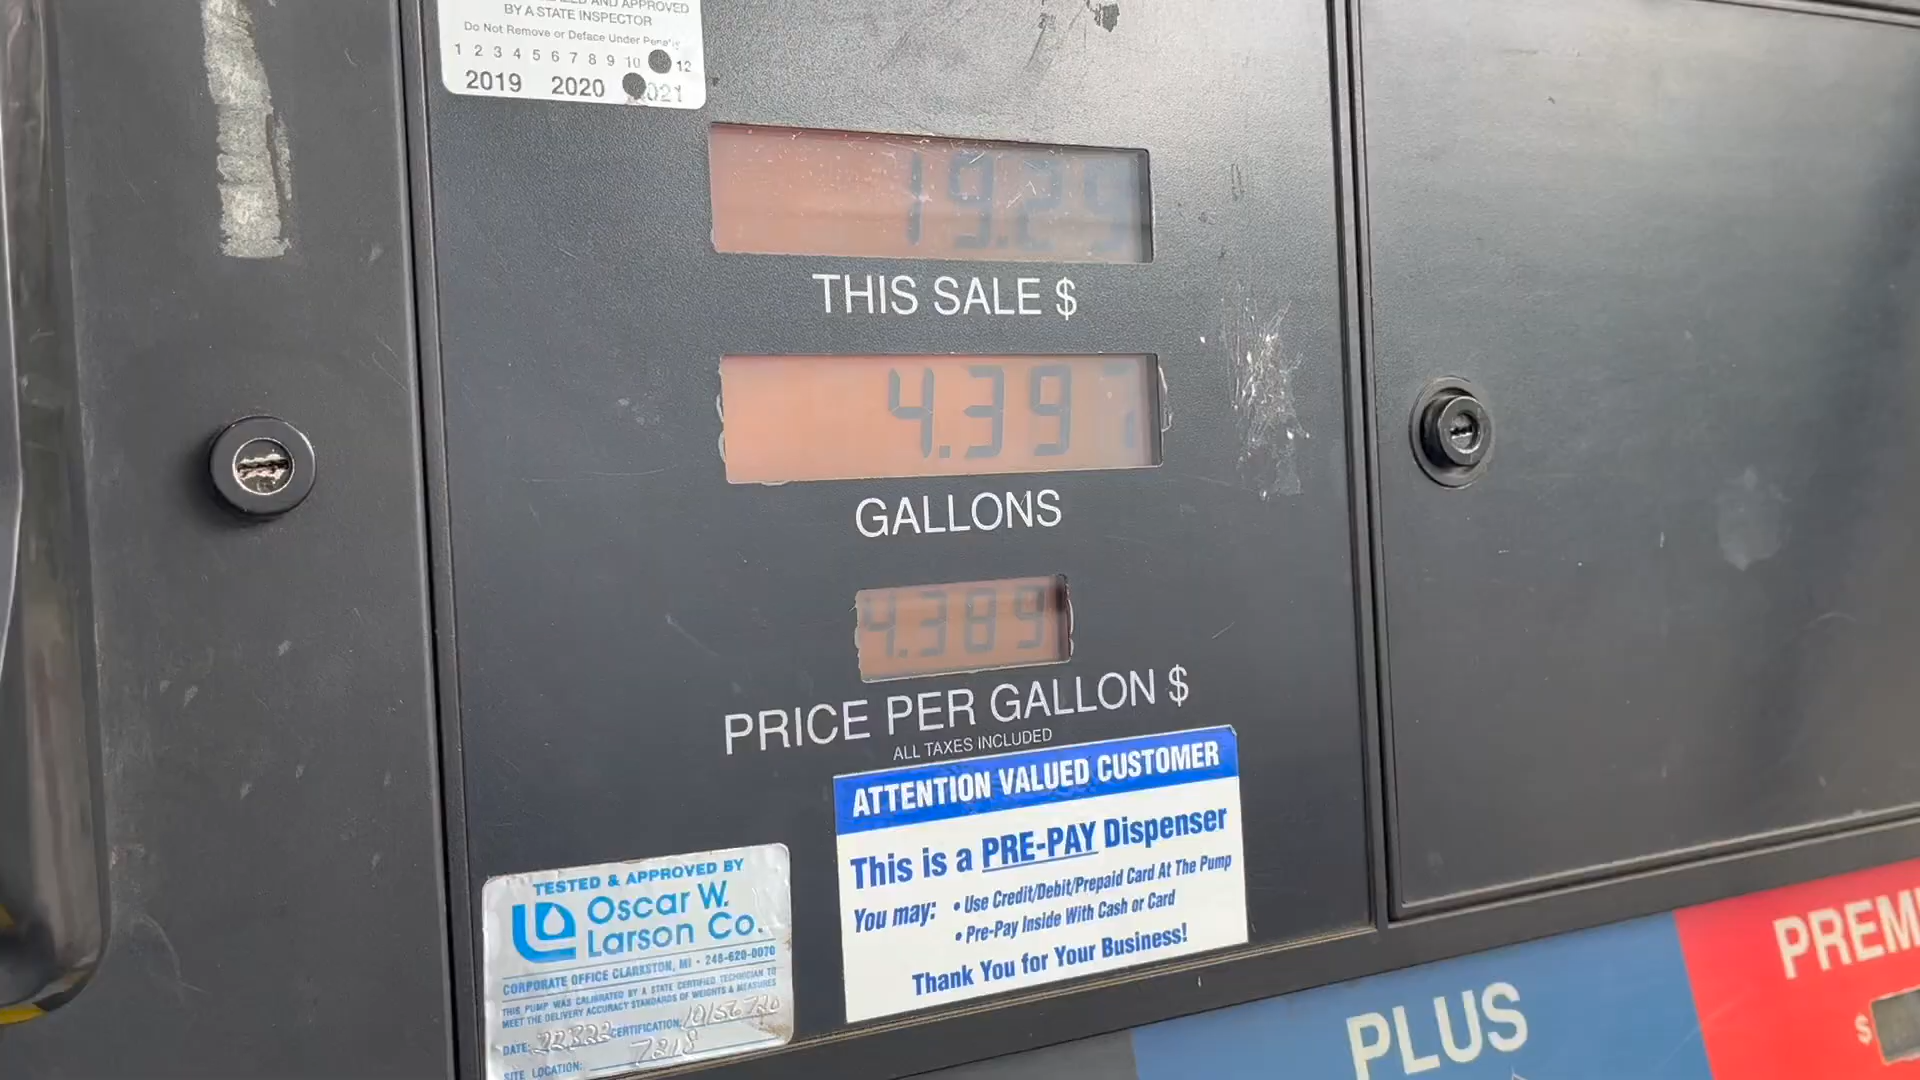 AND APPROVED
BY A STATE INSPECTOR
Do Not Remove or Deface Under
1 2 3 4 5 6 7 8 9 10 12
2019 2020 2021
19.29
THIS SALE $
4.397
GALLONS
4.389
PRICE PER GALLON $
ALL TAXES INCLUDED
ATTENTION VALUED CUSTOMER
This is a PRE-PAY Dispenser
You may: • Use Credit/Debit/Prepaid Card At The Pump
• Pre-Pay Inside With Cash or Card
Thank You for Your Business!
TESTED & APPROVED BY
Oscar W.
Larson Co.
CORPORATE OFFICE CLARKSTON, MI • 248-620-0070
THIS PUMP WAS CALIBRATED BY A STATE CERTIFIED TECHNICIAN TO
MEET THE DELIVERY ACCURACY STANDARDS OF WEIGHTS & MEASURES
DATE: CERTIFICATION:
SITE LOCATION:
PLUS
PREM
$